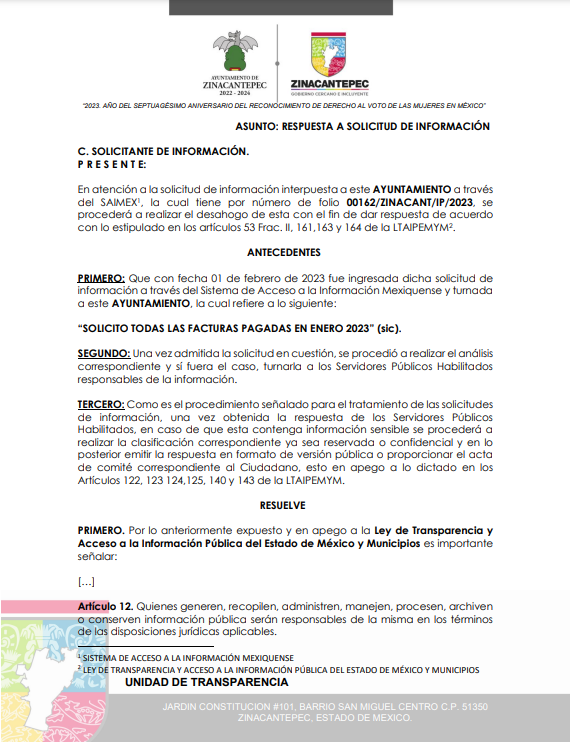 AYUNTAMIENTO DE
ZINACANTEPEC
2022 - 2024
ZINACANTEPEC
GOBIERNO CERCANO E INCLUYENTE
"2023. AÑO DEL SEPTUAGÉSIMO ANIVERSARIO DEL RECONOCIMIENTO DE DERECHO AL VOTO DE LAS MUJERES EN MÉXICO"
ASUNTO: RESPUESTA A SOLICITUD DE INFORMACIÓN
C. SOLICITANTE DE INFORMACIÓN.
P R E S E N T E:
En atención a la solicitud de información interpuesta a este AYUNTAMIENTO a través
del SAIMEX¹, la cual tiene por número de folio 00162/ZINACANT/IP/2023, se
procederá a realizar el desahogo de esta con el fin de dar respuesta de acuerdo
con lo estipulado en los artículos 53 Frac. II, 161,163 y 164 de la LTAIPEMYM².
ANTECEDENTES
PRIMERO: Que con fecha 01 de febrero de 2023 fue ingresada dicha solicitud de
información a través del Sistema de Acceso a la Información Mexiquense y turnada
a este AYUNTAMIENTO, la cual refiere a lo siguiente:
"SOLICITO TODAS LAS FACTURAS PAGADAS EN ENERO 2023" (sic).
SEGUNDO: Una vez admitida la solicitud en cuestión, se procedió a realizar el análisis
correspondiente y sí fuera el caso, turnarla a los Servidores Públicos Habilitados
responsables de la información.
TERCERO: Como es el procedimiento señalado para el tratamiento de las solicitudes
de información, una vez obtenida la respuesta de los Servidores Públicos
Habilitados, en caso de que esta contenga información sensible se procederá a
realizar la clasificación correspondiente ya sea reservada o confidencial y en lo
posterior emitir la respuesta en formato de versión pública o proporcionar el acta
de comité correspondiente al Ciudadano, esto en apego a lo dictado en los
Artículos 122, 123 124,125, 140 y 143 de la LTAIPEMYM.
RESUELVE
PRIMERO. Por lo anteriormente expuesto y en apego a la Ley de Transparencia y
Acceso a la Información Pública del Estado de México y Municipios es importante
señalar:
[…]
Artículo 12. Quienes generen, recopilen, administren, manejen, procesen, archiven
o conserven información pública serán responsables de la misma en los términos
de las disposiciones jurídicas aplicables.
¹ SISTEMA DE ACCESO A LA INFORMACIÓN MEXIQUENSE
² LEY DE TRANSPARENCIA Y ACCESO A LA INFORMACIÓN PÚBLICA DEL ESTADO DE MÉXICO Y MUNICIPIOS
UNIDAD DE TRANSPARENCIA
JARDIN CONSTITUCION #101, BARRIO SAN MIGUEL CENTRO C.P. 51350
ZINACANTEPEC, ESTADO DE MEXICO.